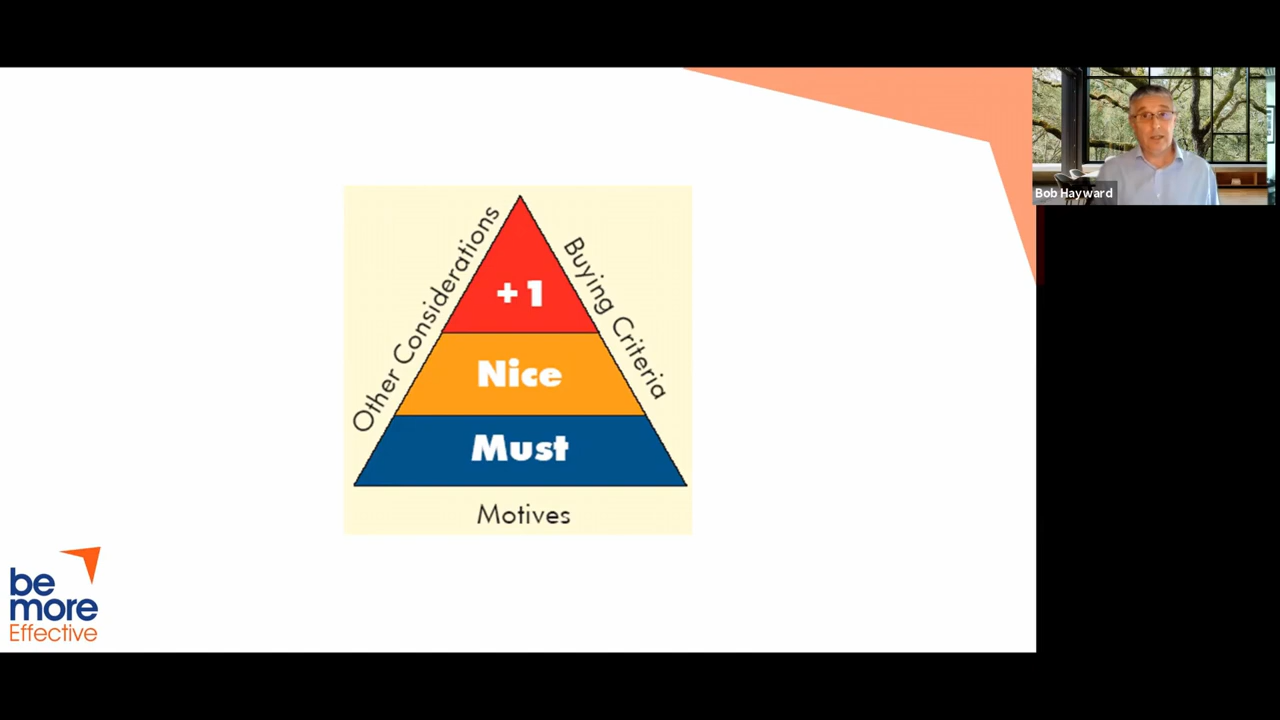 Other Considerations
Buying Criteria
+1
Nice
Must
Motives
be
more
Effective
Bob Hayward